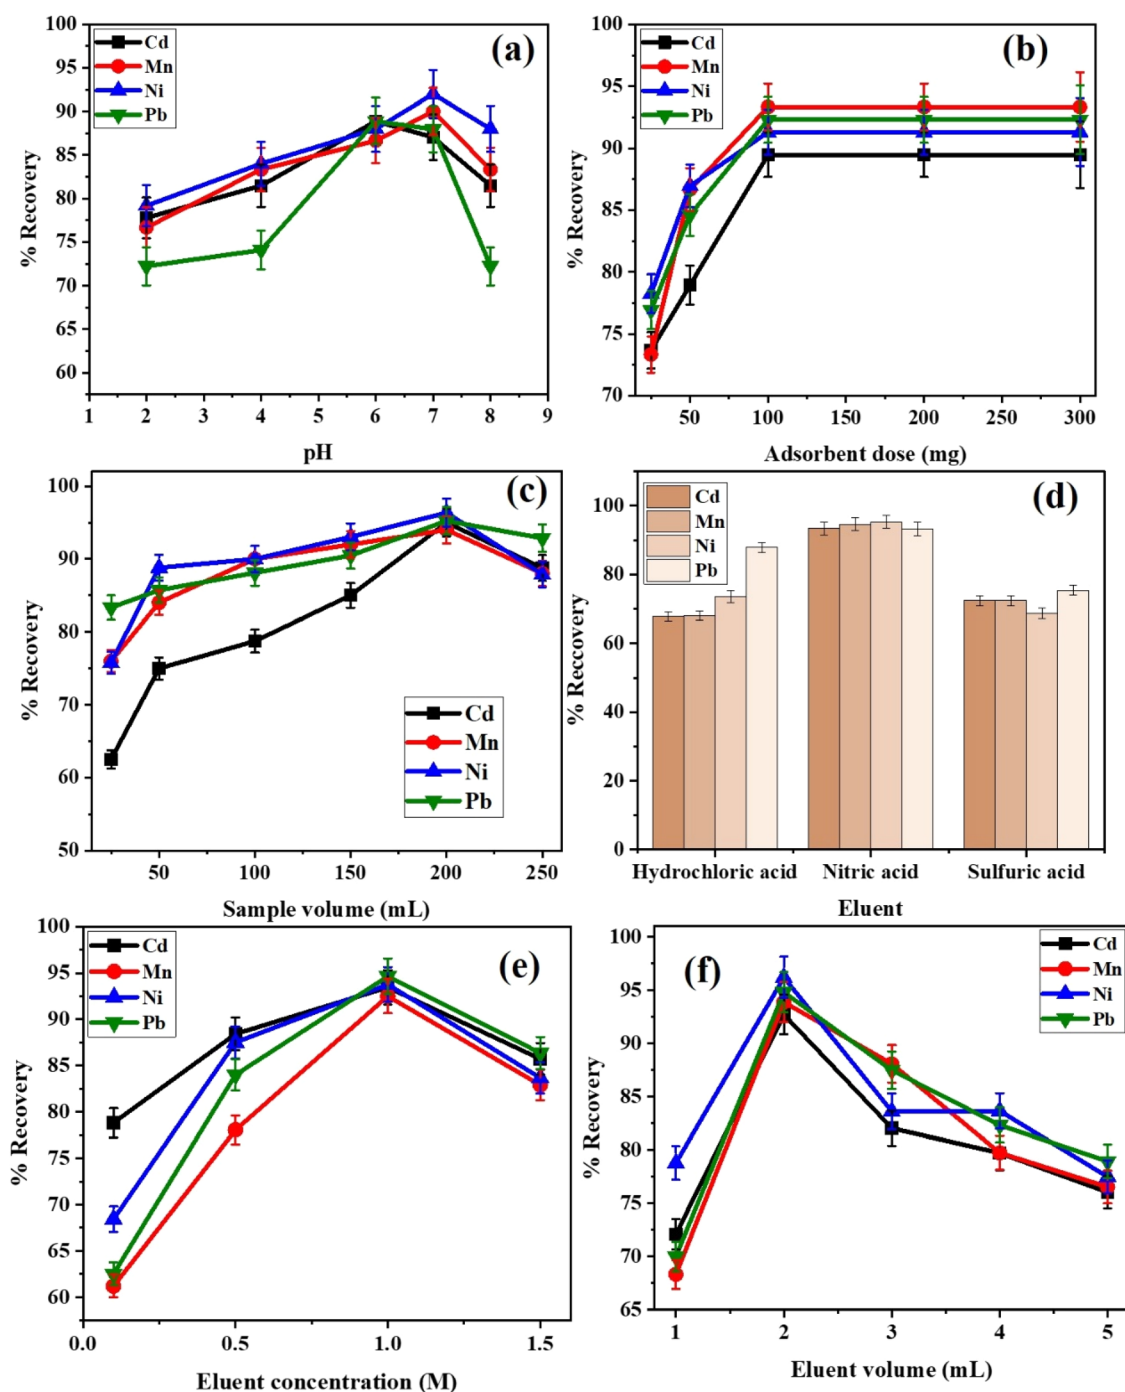 (a)
Cd
Mn
Ni
Pb
% Recovery
100
95
90
85
80
75
70
65
60
1 2 3 4 5 6 7 8 9
pH
(b)
Cd
Mn
Ni
Pb
% Recovery
100
95
90
85
80
75
70
50 100 150 200 250 300
Adsorbent dose (mg)
(c)
Cd
Mn
Ni
Pb
% Recovery
100
90
80
70
60
50
50 100 150 200 250
Sample volume (mL)
(d)
Cd
Mn
Ni
Pb
% Reccovery
100
80
60
40
20
0
Hydrochloric acid Nitric acid Sulfuric acid
Eluent
(e)
Cd
Mn
Ni
Pb
% Recovery
100
95
90
85
80
75
70
65
60
0.0 0.5 1.0 1.5
Eluent concentration (M)
(f)
Cd
Mn
Ni
Pb
% Recovery
100
95
90
85
80
75
70
65
1 2 3 4 5
Eluent volume (mL)